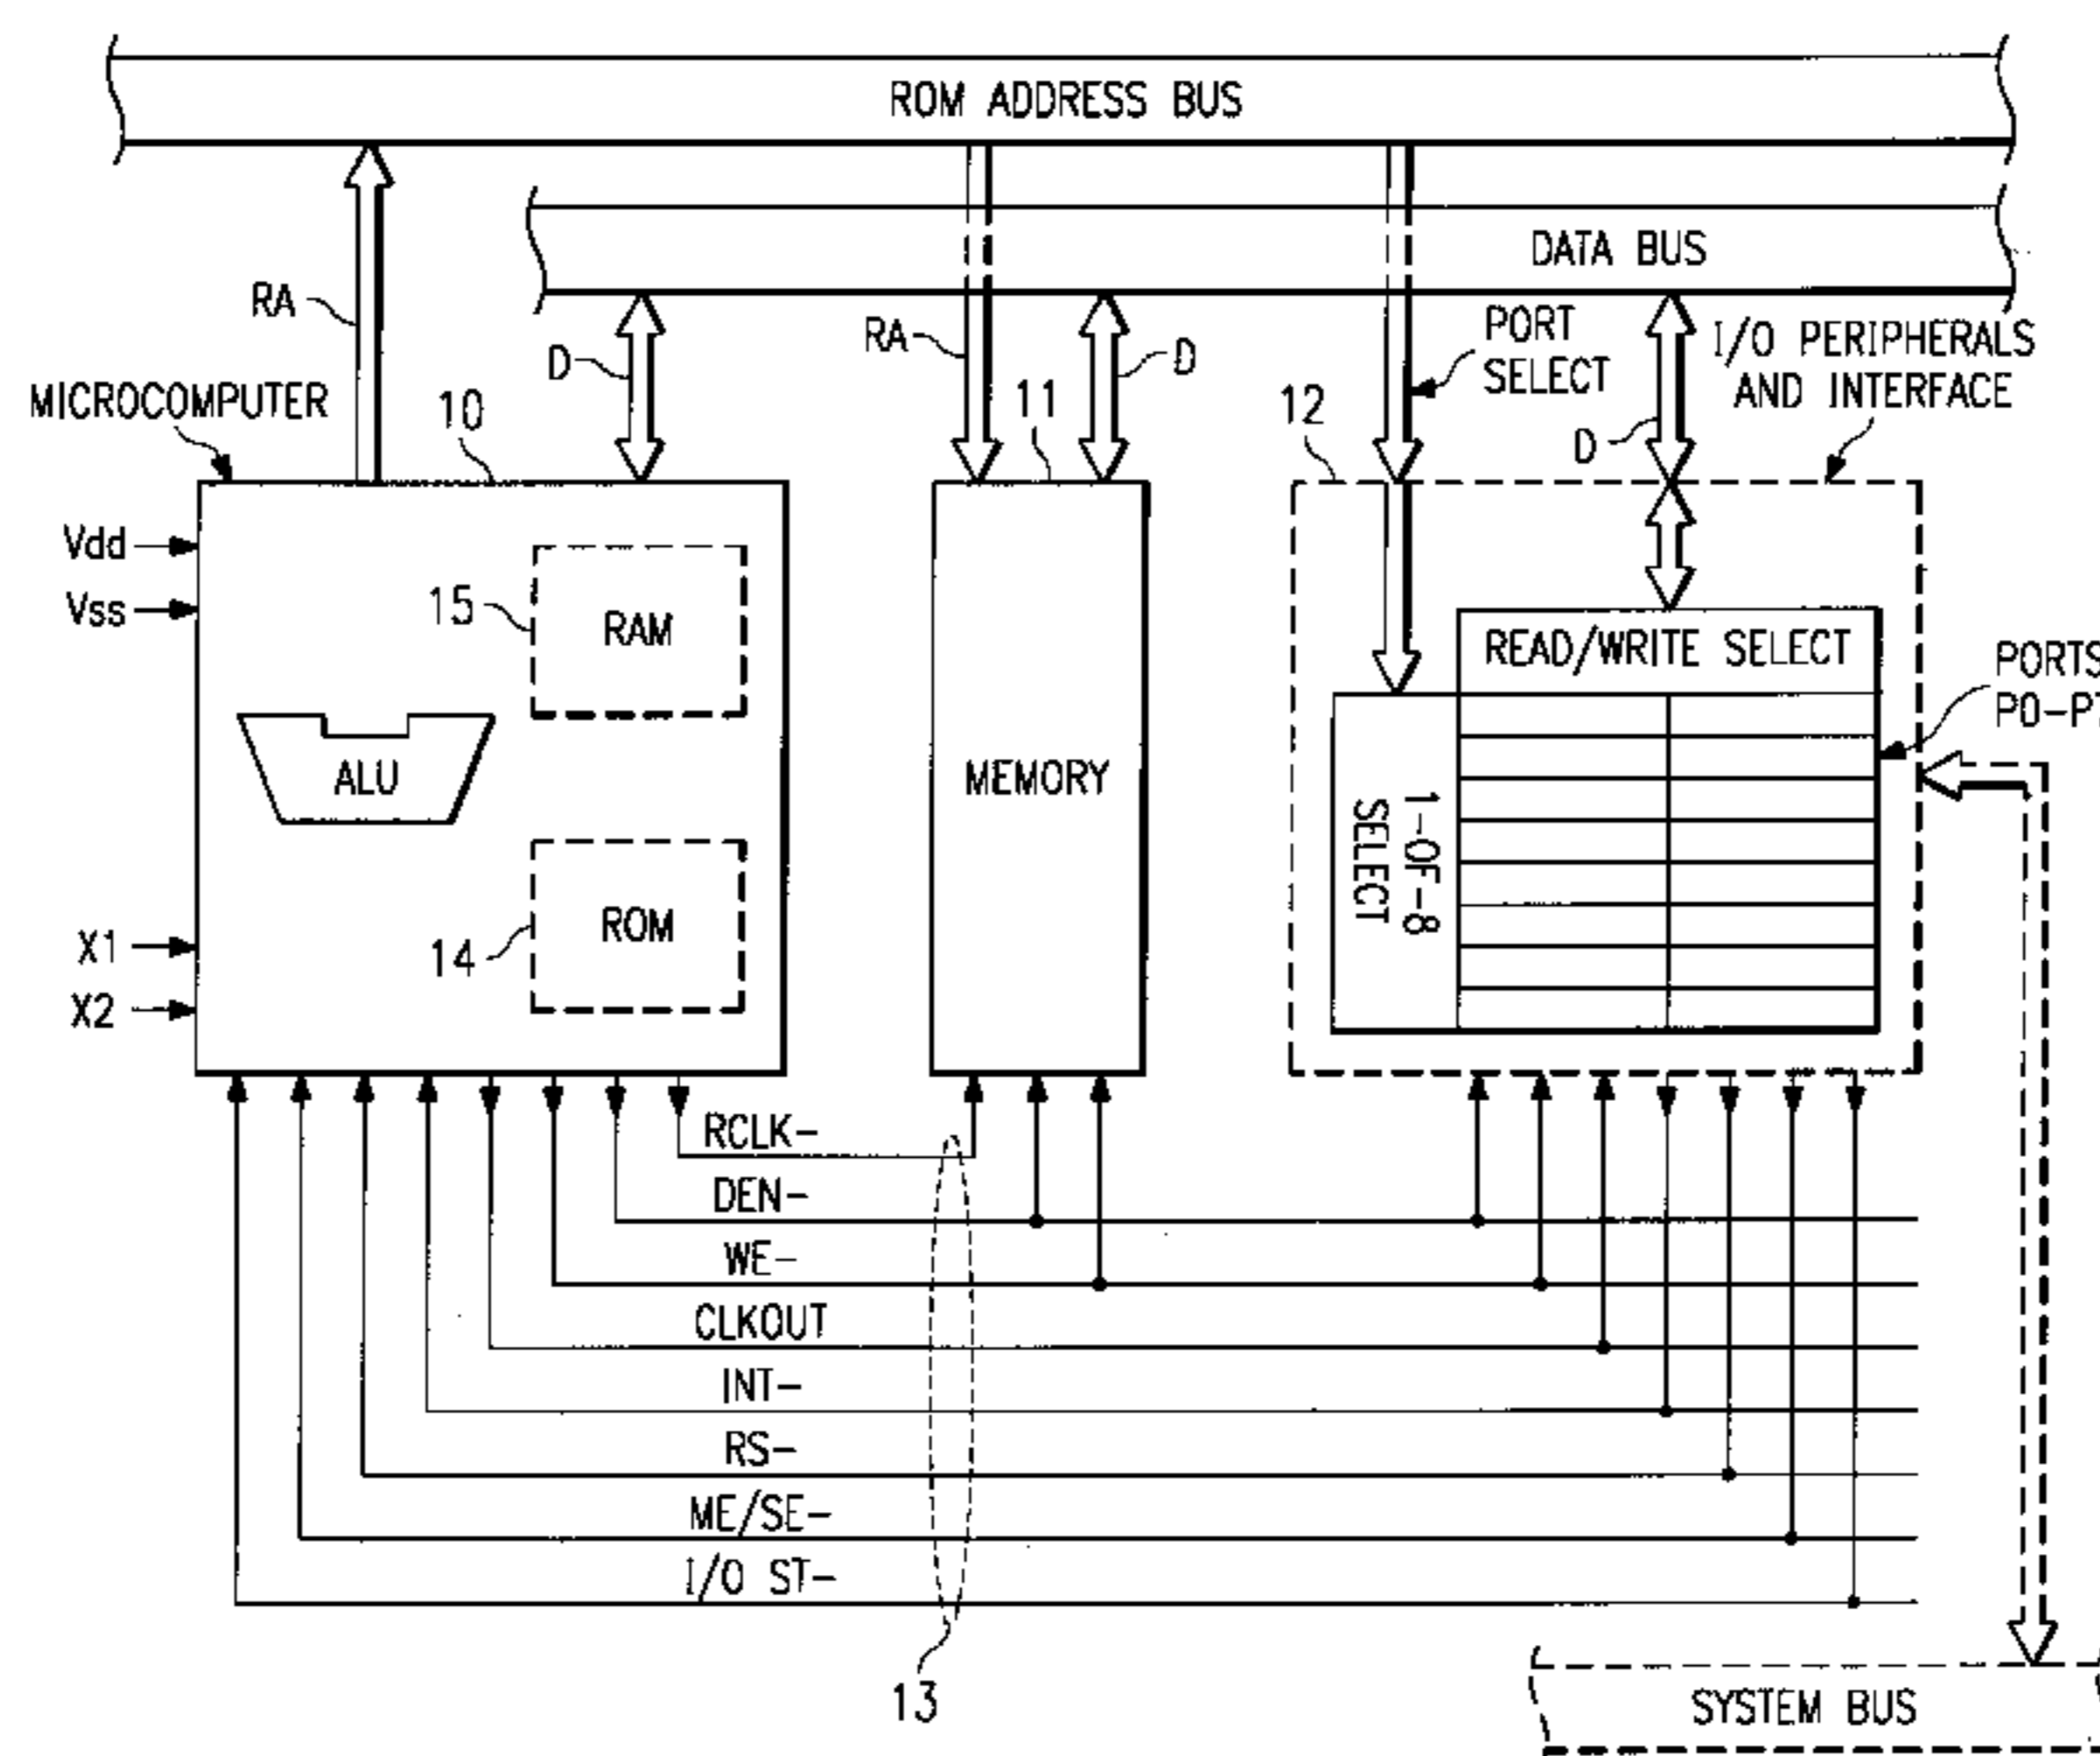 ROM ADDRESS BUS
DATA BUS
RA
D
RA
D
PORT
SELECT
I/O PERIPHERALS
AND INTERFACE
D
MICROCOMPUTER
10
11
12
Vdd
Vss
15
RAM
READ/WRITE SELECT
PORTS
ALU
MEMORY
1-OF-8
SELECT
14
ROM
X1
X2
RCLK-
DEN-
WE-
CLKOUT
INT-
RS-
ME/SE-
I/O ST-
13
SYSTEM BUS